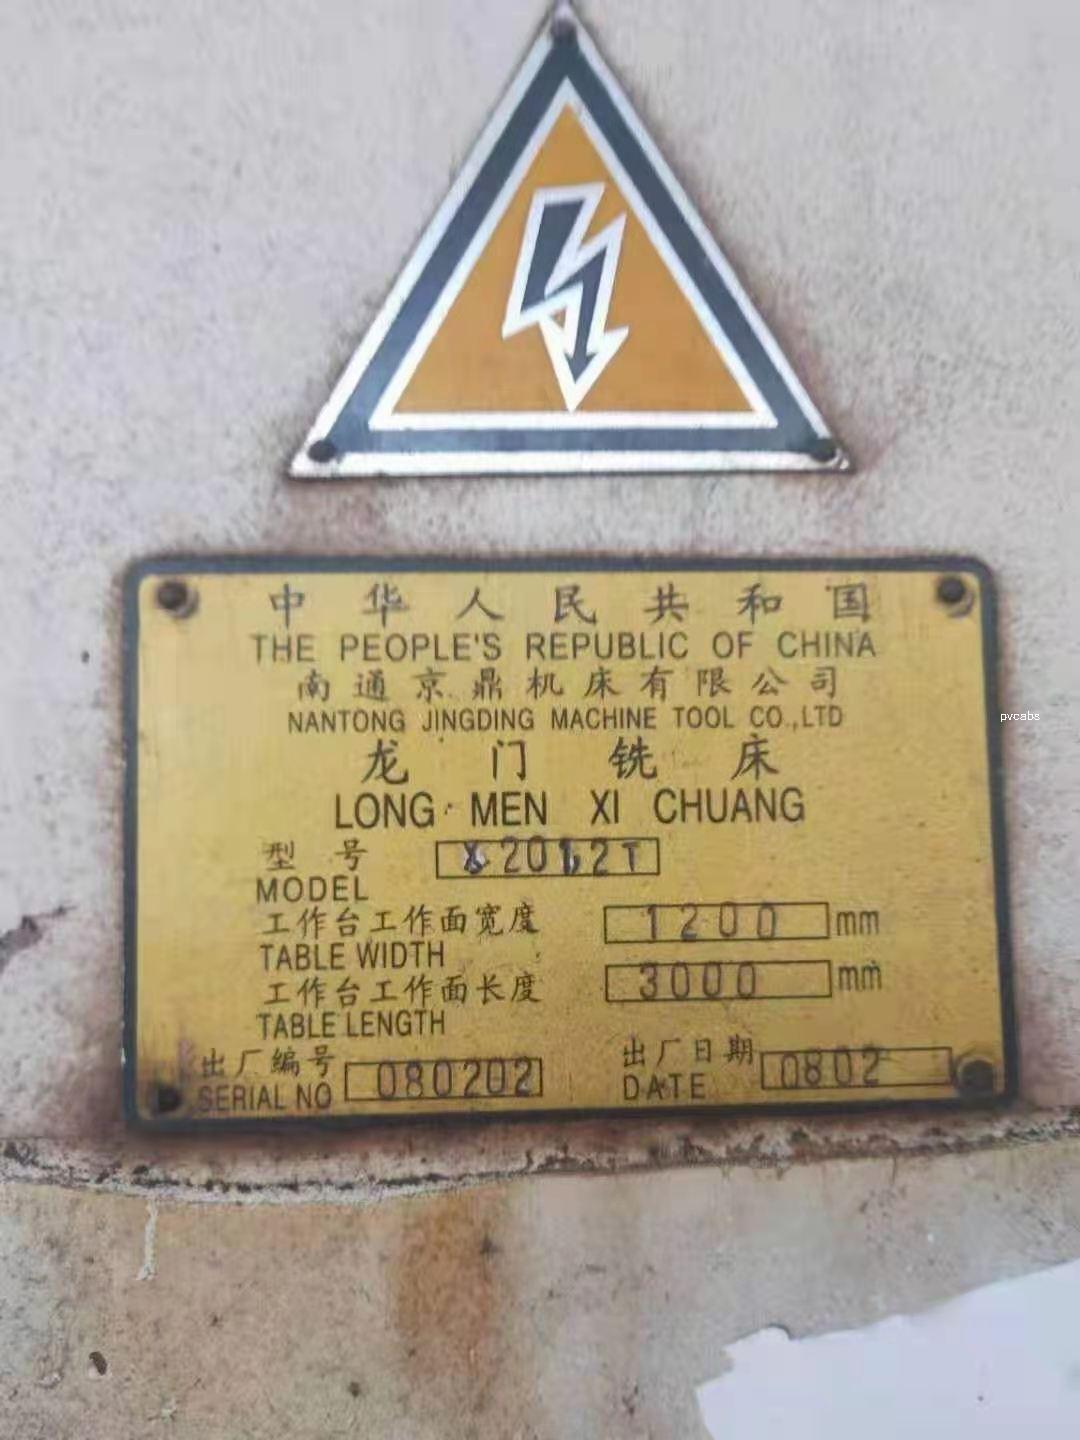 中华人民共和国
THE PEOPLE'S REPUBLIC OF CHINA
南通京鼎机床有限公司
NANTONG JINGDING MACHINE TOOL CO.,LTD
pvcabs
龙门铣床
LONG MEN XI CHUANG
型号 X2012T
MODEL
工作台工作面宽度 1200 mm
TABLE WIDTH
工作台工作面长度 3000 mm
TABLE LENGTH
出厂编号 080202 出厂日期 0802
SERIAL NO DATE